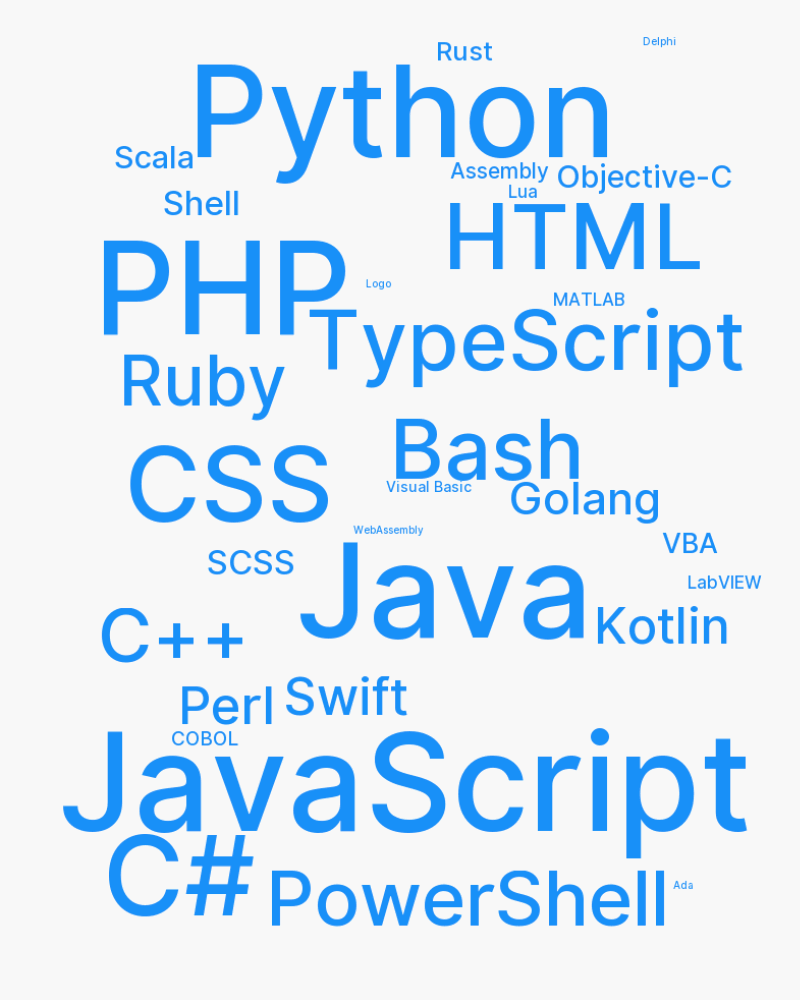 Delphi
Rust
Python
Scala
Assembly
Objective-C
Lua
Shell
HTML
PHP
Logo
MATLAB
TypeScript
Ruby
Bash
CSS
Visual Basic
Golang
WebAssembly
VBA
SCSS
LabVIEW
Java
Kotlin
C++
Perl
Swift
COBOL
JavaScript
C#
PowerShell
Ada